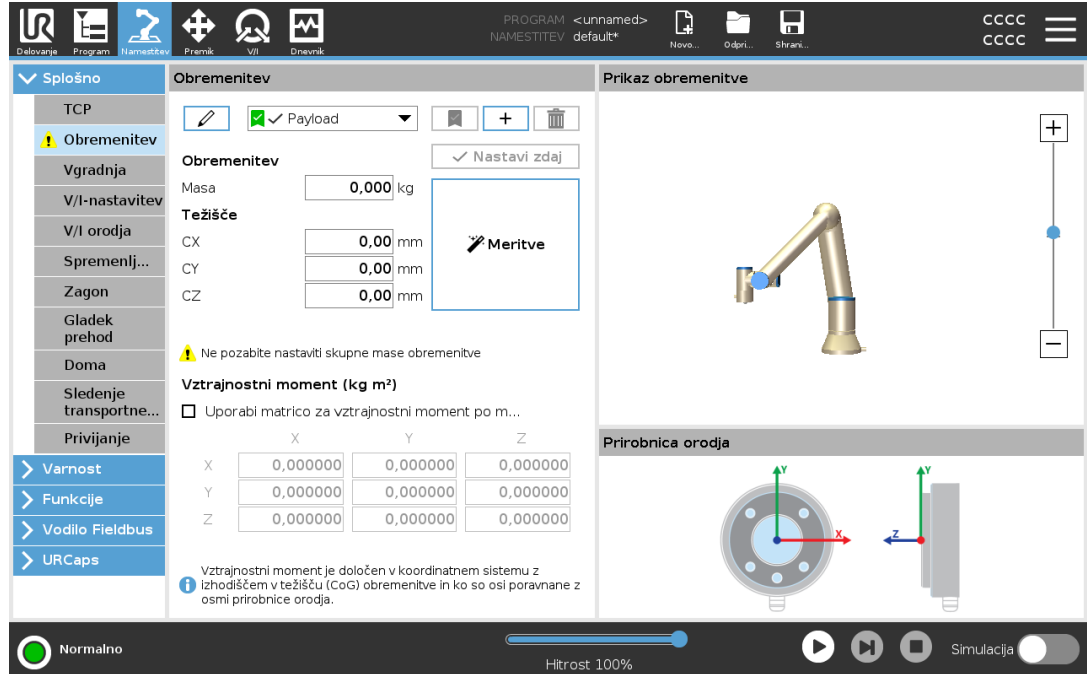 PROGRAM <unnamed>
NAMESTITEV default*
cccc
cccc
Delovanje
Program
Namestitev
Premik
V/I
Dnevnik
Novo...
Odpri...
Shrani...
Splošno
TCP
Obremenitev
Vgradnja
V/I-nastavitev
V/I orodja
Spremenlj...
Zagon
Gladek
prehod
Doma
Sledenje
transportne...
Privijanje
Varnost
Funkcije
Vodilo Fieldbus
URCaps
Obremenitev
Payload
Nastavi zdaj
Obremenitev
Masa 0,000 kg
Težišče
CX 0,00 mm
CY 0,00 mm
CZ 0,00 mm
Meritve
Ne pozabite nastaviti skupne mase obremenitve
Vztrajnostni moment (kg m²)
Uporabi matrico za vztrajnostni moment po m...
X Y Z
X 0,000000 0,000000 0,000000
Y 0,000000 0,000000 0,000000
Z 0,000000 0,000000 0,000000
Vztrajnostni moment je določen v koordinatnem sistemu z
izhodiščem v težišču (CoG) obremenitve in ko so osi poravnane z
osmi prirobnice orodja.
Prikaz obremenitve
Prirobnica orodja
Y
X
Y
Z
Normalno
Hitrost 100%
Simulacija